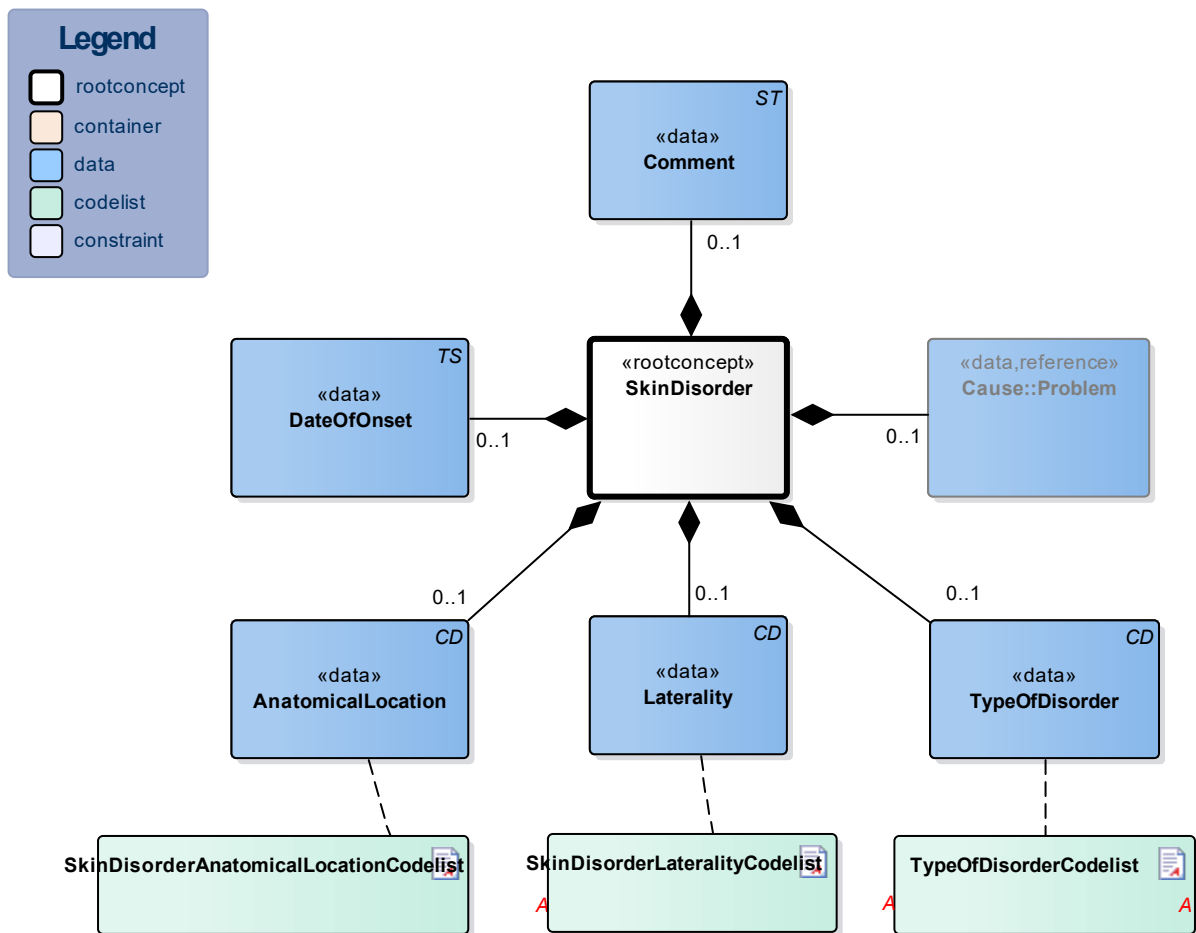 Legend
rootconcept
container
data
codelist
constraint
ST
«data»
Comment
0..1
TS
«data»
DateOfOnset
0..1
«rootconcept»
SkinDisorder
«data,reference»
Cause::Problem
0..1
0..1
0..1
0..1
CD
«data»
AnatomicalLocation
CD
«data»
Laterality
CD
«data»
TypeOfDisorder
SkinDisorderAnatomicalLocationCodelist
SkinDisorderLateralityCodelist
TypeOfDisorderCodelist
A
A
A